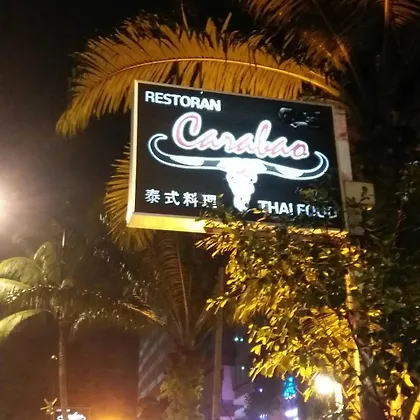 RESTORAN
Carabao
泰式料理
THAI FOOD